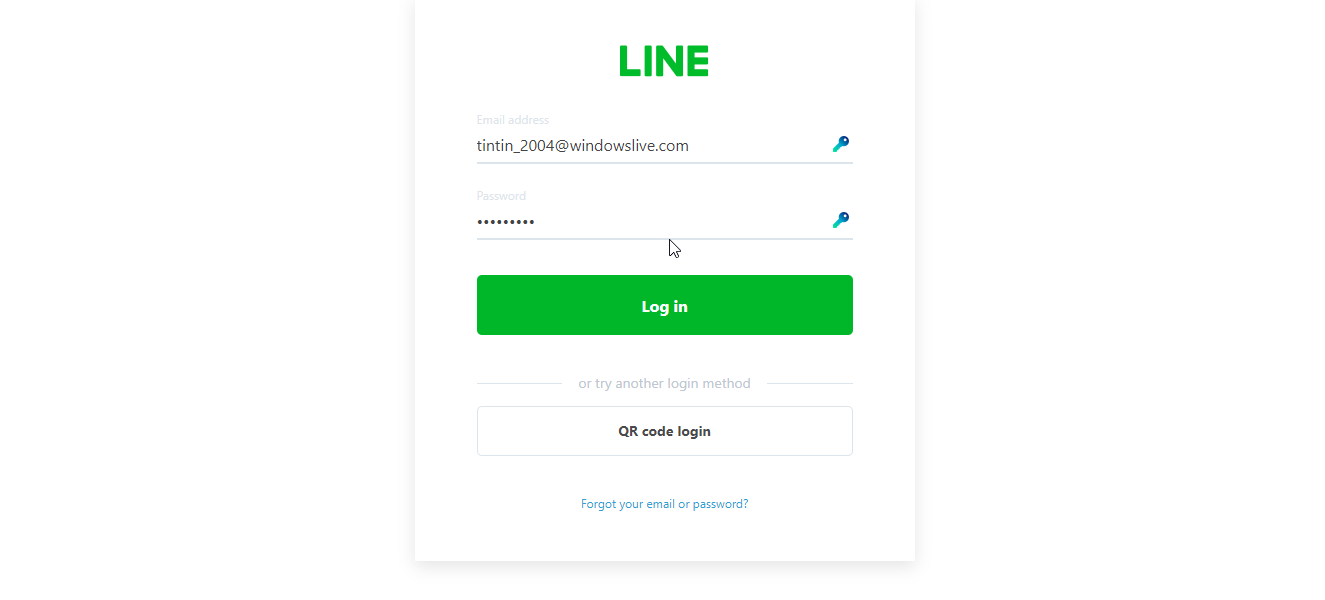 LINE
Email address
tintin_2004@windowslive.com
Password
•••••••••
Log in
or try another login method
QR code login
Forgot your email or password?